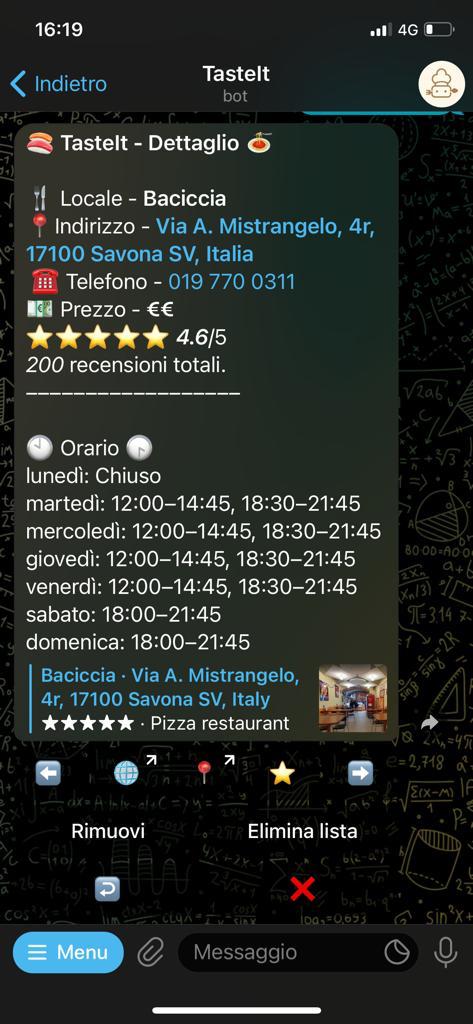 16:19
4G
Indietro
TasteIt
bot
TasteIt - Dettaglio
Locale - Baciccia
Indirizzo - Via A. Mistrangelo, 4r,
17100 Savona SV, Italia
Telefono - 019 770 0311
Prezzo - €€
4.6/5
200 recensioni totali.
------------------
Orario
lunedì: Chiuso
martedì: 12:00–14:45, 18:30–21:45
mercoledì: 12:00–14:45, 18:30–21:45
giovedì: 12:00–14:45, 18:30–21:45
venerdì: 12:00–14:45, 18:30–21:45
sabato: 18:00–21:45
domenica: 18:00–21:45
Baciccia · Via A. Mistrangelo,
4r, 17100 Savona SV, Italy
★★★★★ · Pizza restaurant
Rimuovi
Elimina lista
Menu
Messaggio